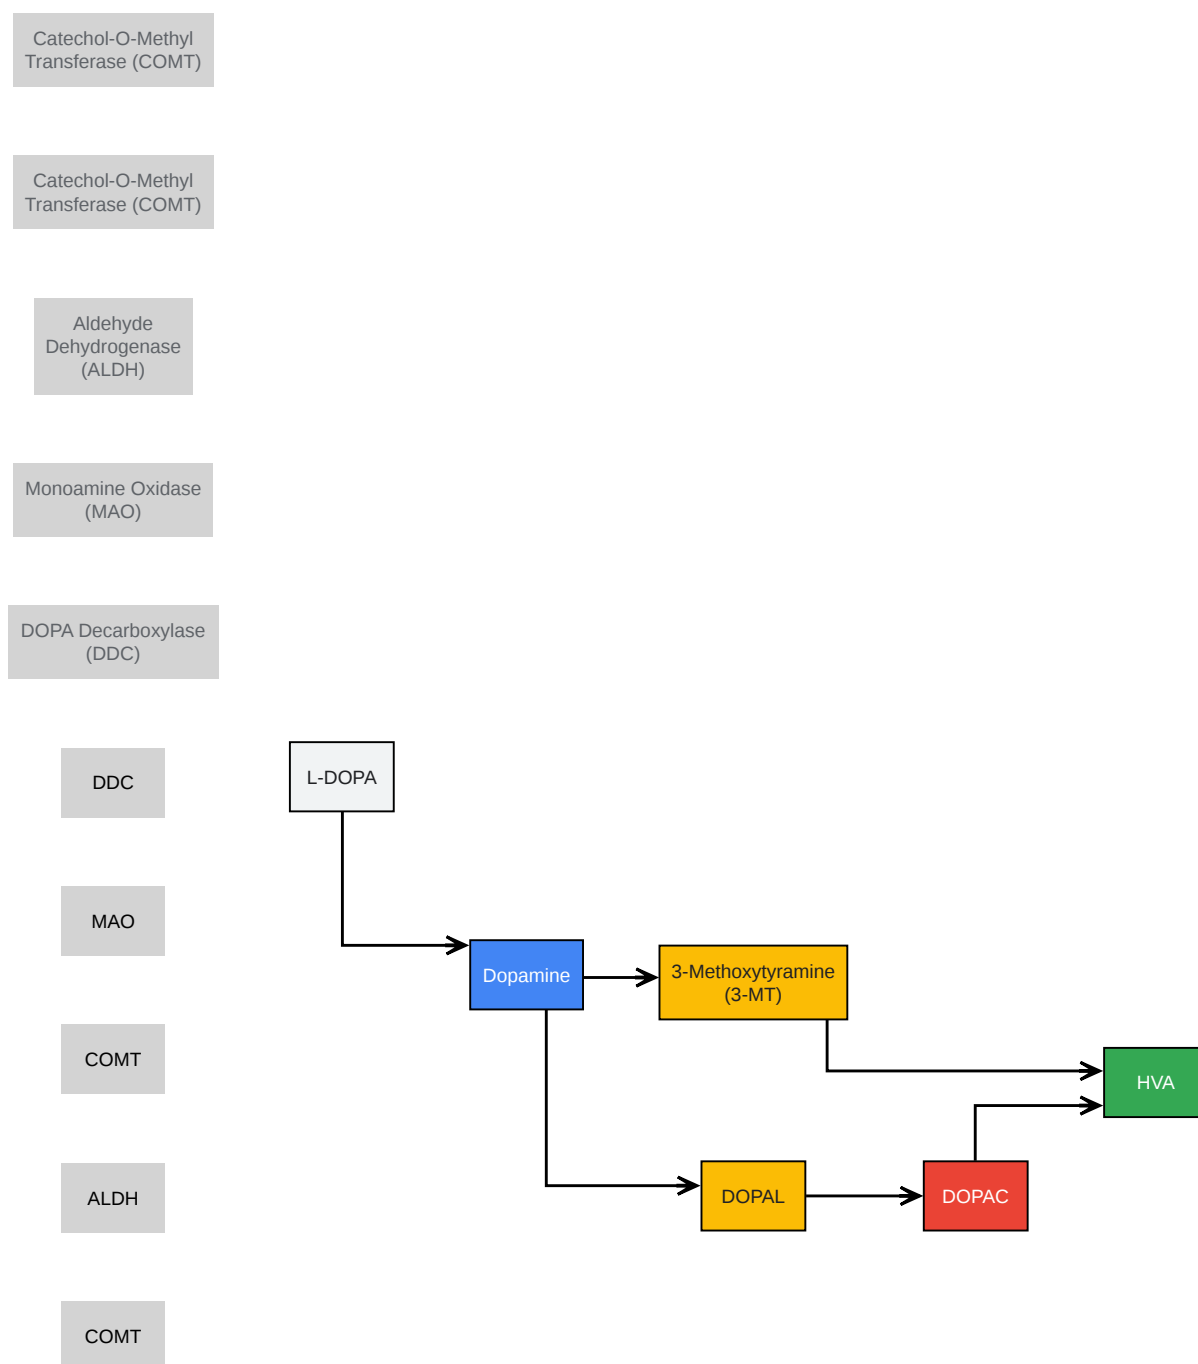 Catechol-O-Methyl
Transferase (COMT)
Catechol-O-Methyl
Transferase (COMT)
Aldehyde
Dehydrogenase
(ALDH)
Monoamine Oxidase
(MAO)
DOPA Decarboxylase
(DDC)
DDC
L-DOPA
MAO
Dopamine
3-Methoxytyramine
(3-MT)
COMT
HVA
ALDH
DOPAL
DOPAC
COMT